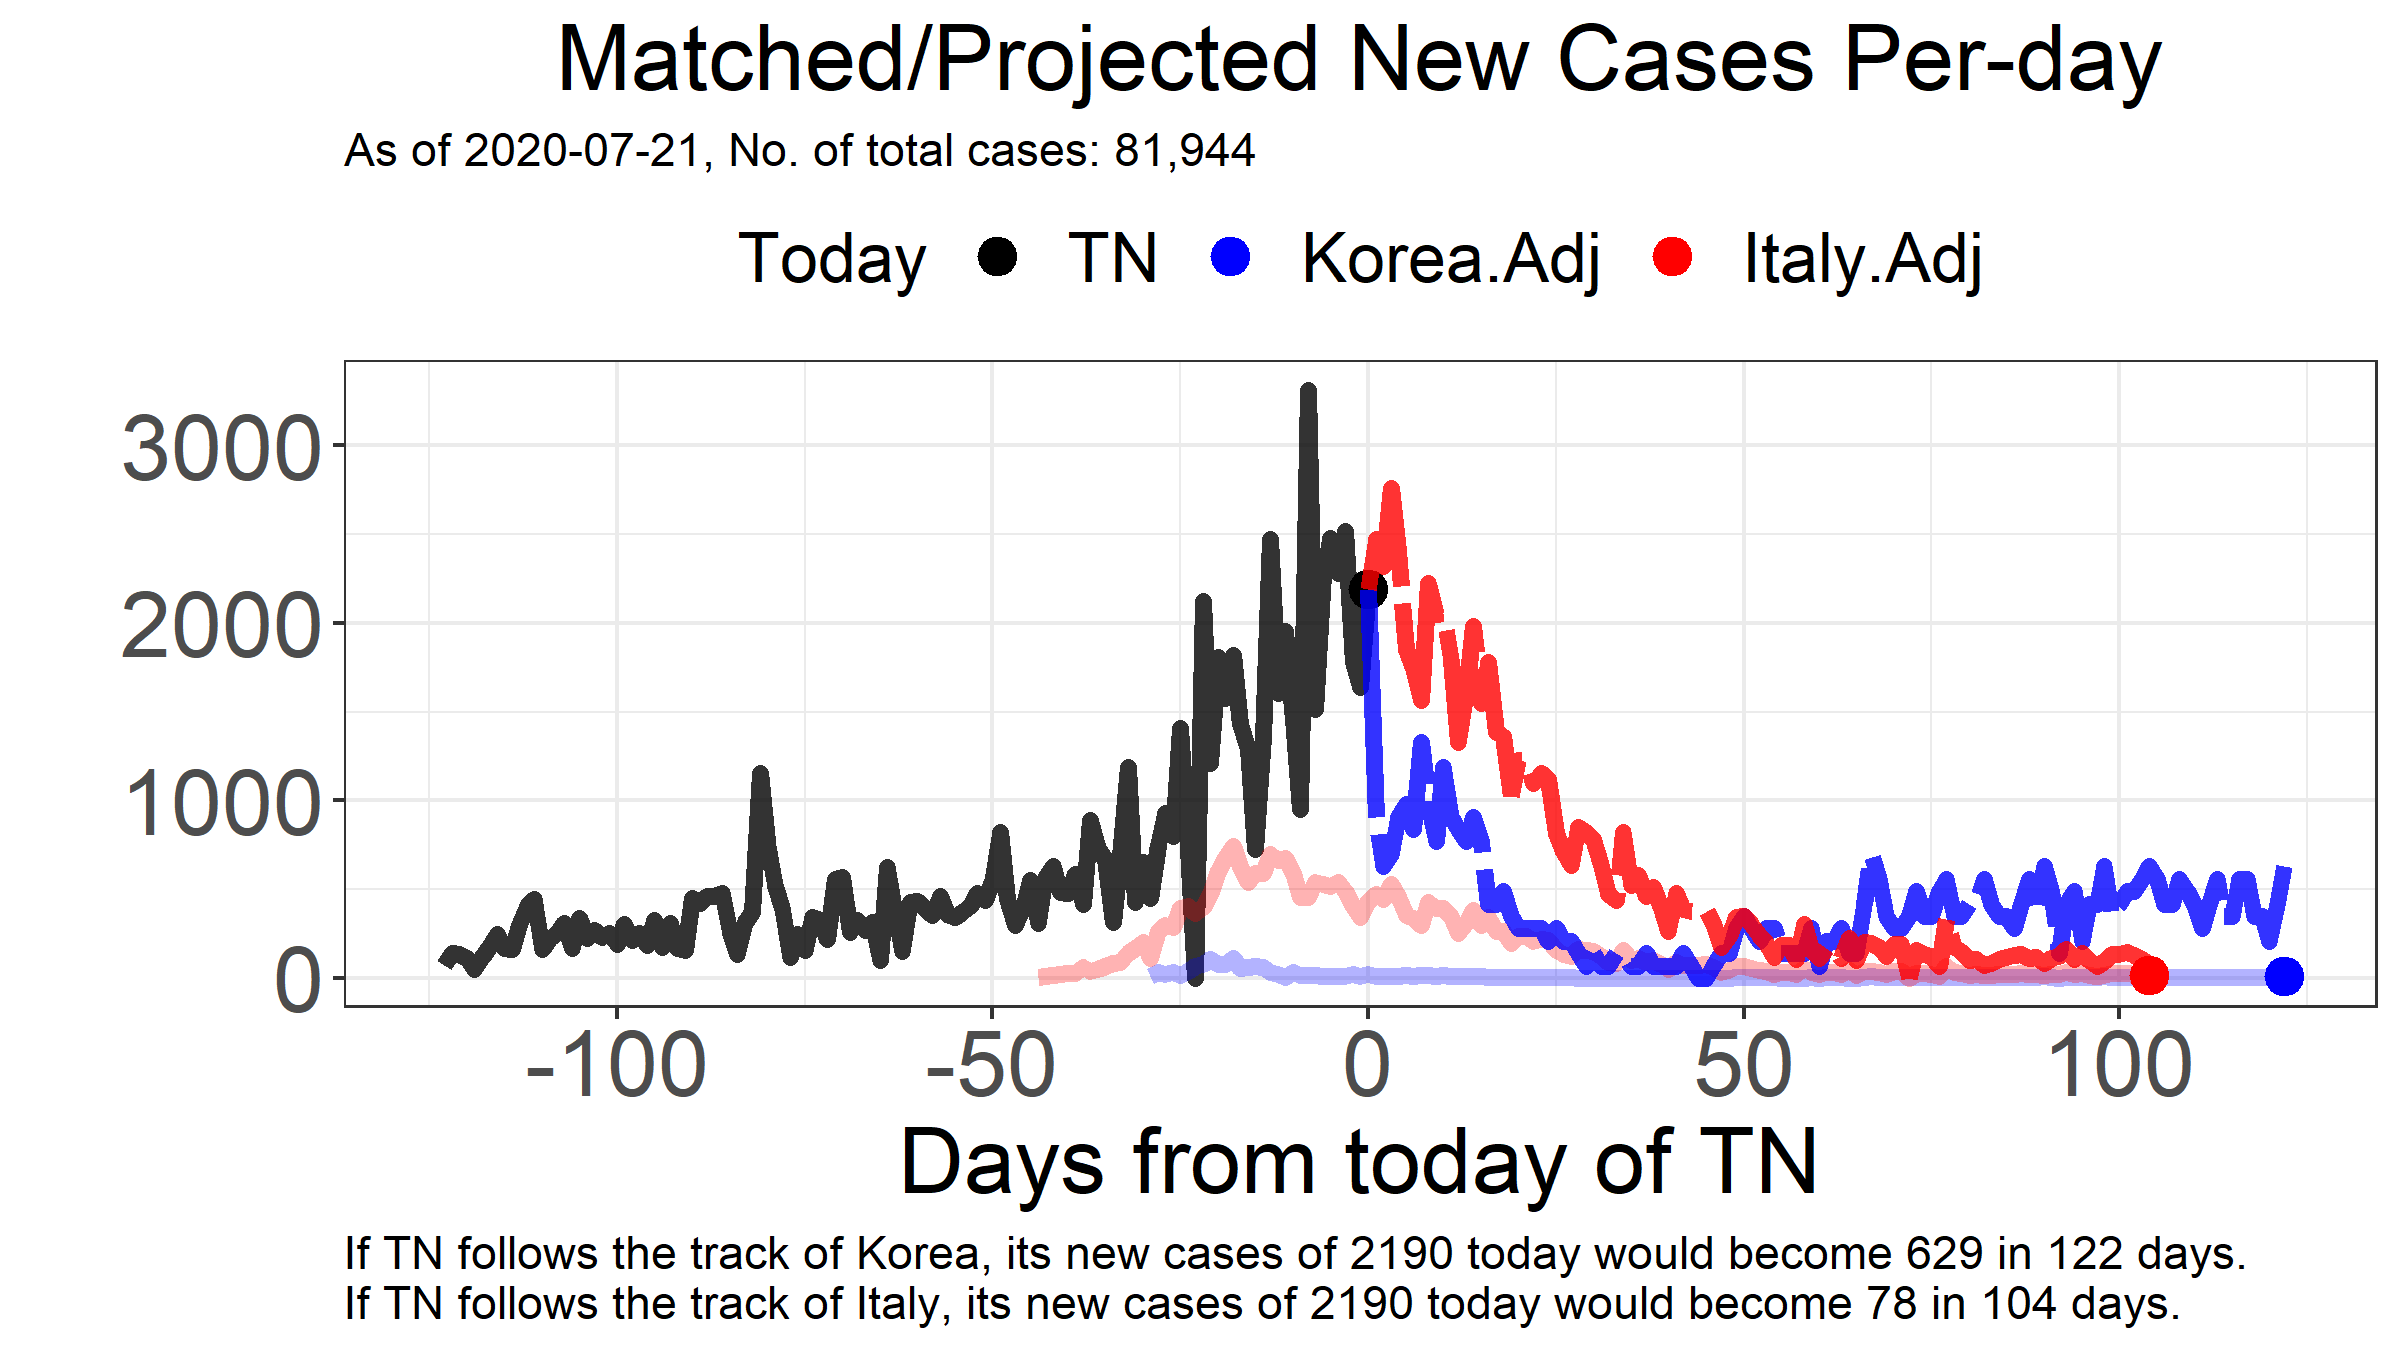 Matched/Projected New Cases Per-day
As of 2020-07-21, No. of total cases: 81,944
Today TN Korea.Adj Italy.Adj
3000
2000
1000
0
-100 -50 0 50 100
Days from today of TN
If TN follows the track of Korea, its new cases of 2190 today would become 629 in 122 days.
If TN follows the track of Italy, its new cases of 2190 today would become 78 in 104 days.